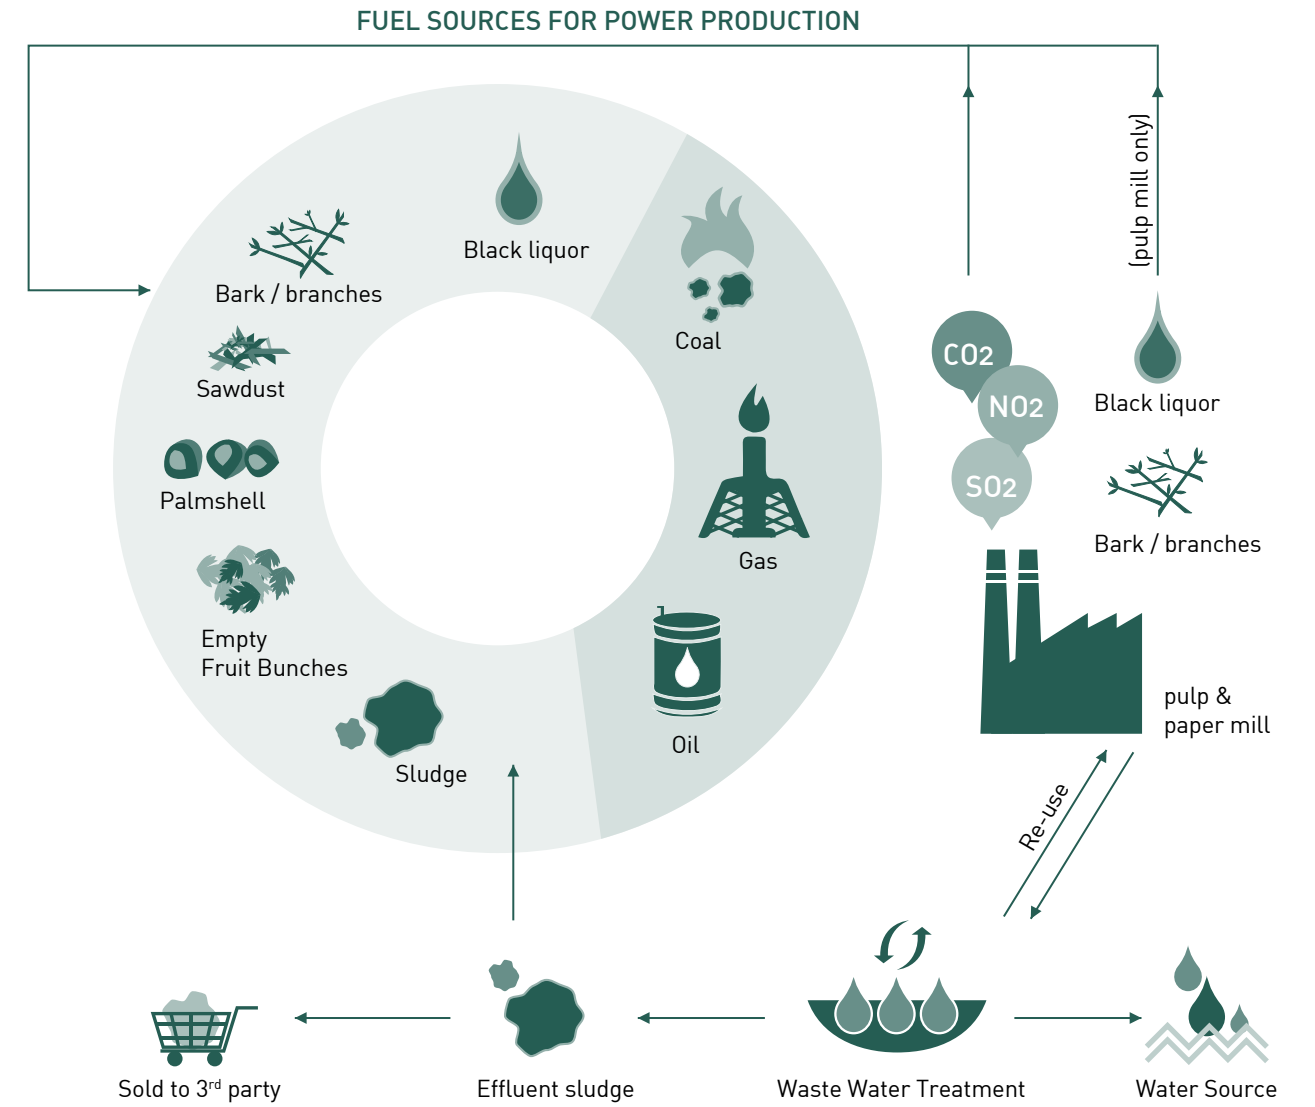 FUEL SOURCES FOR POWER PRODUCTION
Black liquor
Bark / branches
Sawdust
Palmshell
Empty
Fruit Bunches
Sludge
Coal
Gas
Oil
CO2
NO2
SO2
(pulp mill only)
Black liquor
Bark / branches
pulp &
paper mill
Re-use
Sold to 3rd party
Effluent sludge
Waste Water Treatment
Water Source